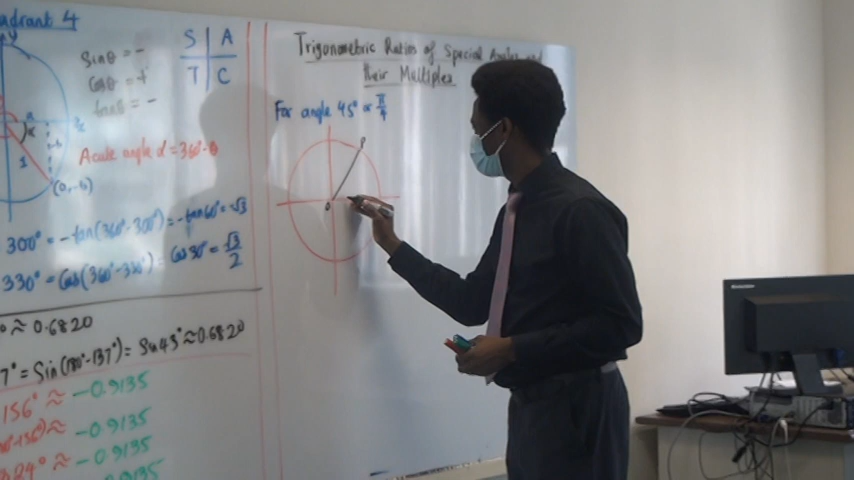 Quadrant 4
y
Sinθ = -
Cosθ = +
tanθ = -
S A
T C
α
1
-b
Acute angle α = 360° - θ
(a, -b)
300° = -tan(360°-300°) = -tan60° = -√3
330° = Cos(360°-330°) = Cos30° = √3/2
° ≈ 0.6820
7° = Sin(180°-137°) = Sin43° ≈ 0.6820
156° ≈ -0.9135
≈ -0.9135
≈ -0.9135
-0.9135
Trigonometric Ratios of Special Angles and
their Multiples
For angle 45° or π/4
P
O